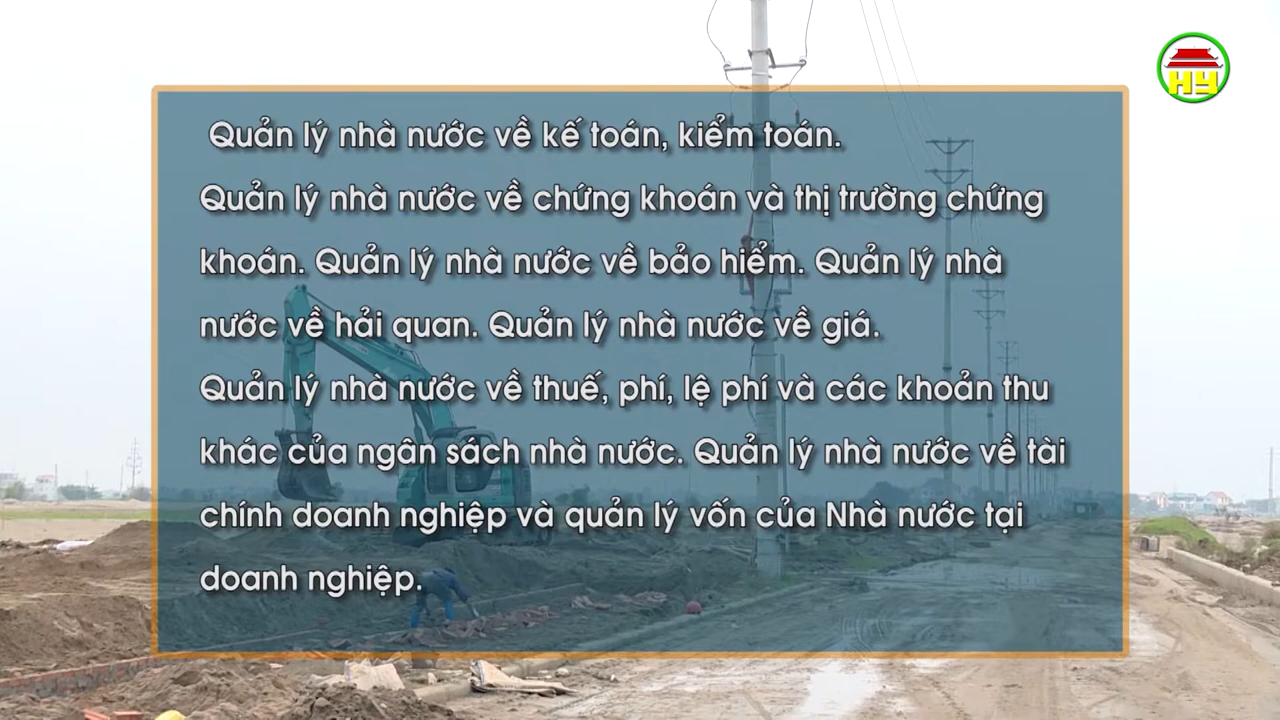 HY
Quản lý nhà nước về kế toán, kiểm toán.
Quản lý nhà nước về chứng khoán và thị trường chứng
khoán. Quản lý nhà nước về bảo hiểm. Quản lý nhà
nước về hải quan. Quản lý nhà nước về giá.
Quản lý nhà nước về thuế, phí, lệ phí và các khoản thu
khác của ngân sách nhà nước. Quản lý nhà nước về tài
chính doanh nghiệp và quản lý vốn của Nhà nước tại
doanh nghiệp.